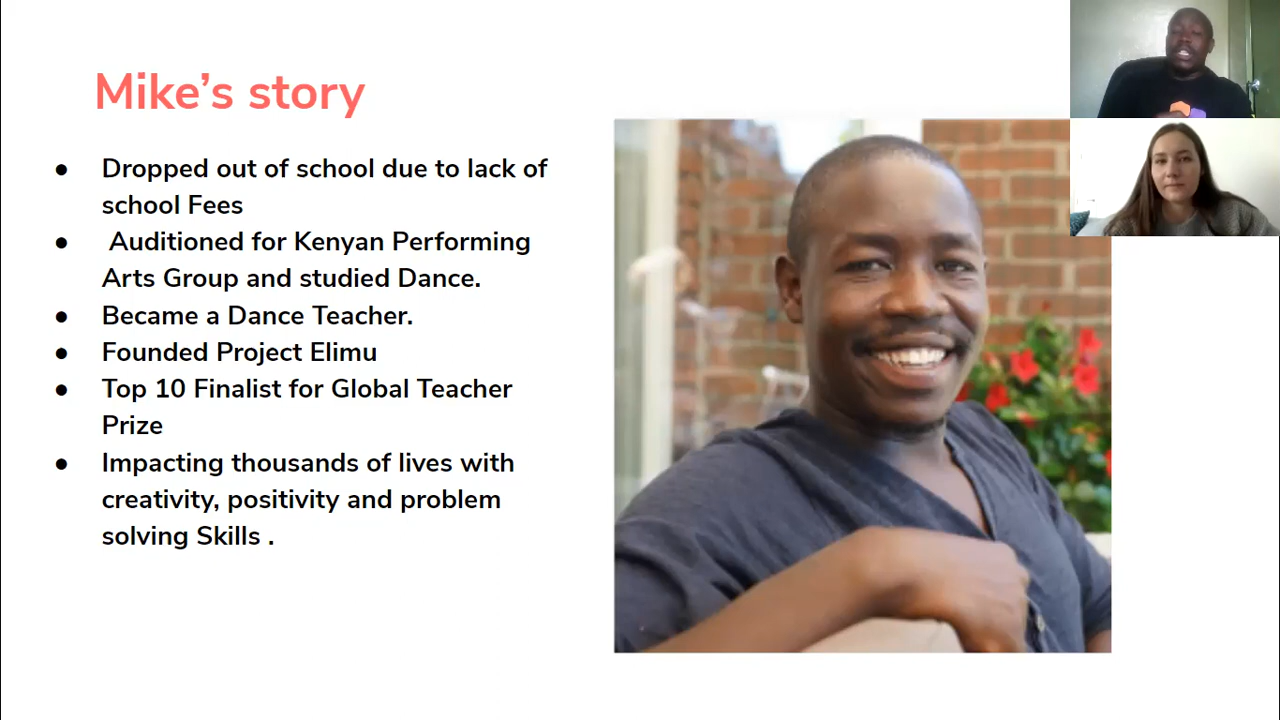 Mike’s story
● Dropped out of school due to lack of
school Fees
● Auditioned for Kenyan Performing
Arts Group and studied Dance.
● Became a Dance Teacher.
● Founded Project Elimu
● Top 10 Finalist for Global Teacher
Prize
● Impacting thousands of lives with
creativity, positivity and problem
solving Skills .